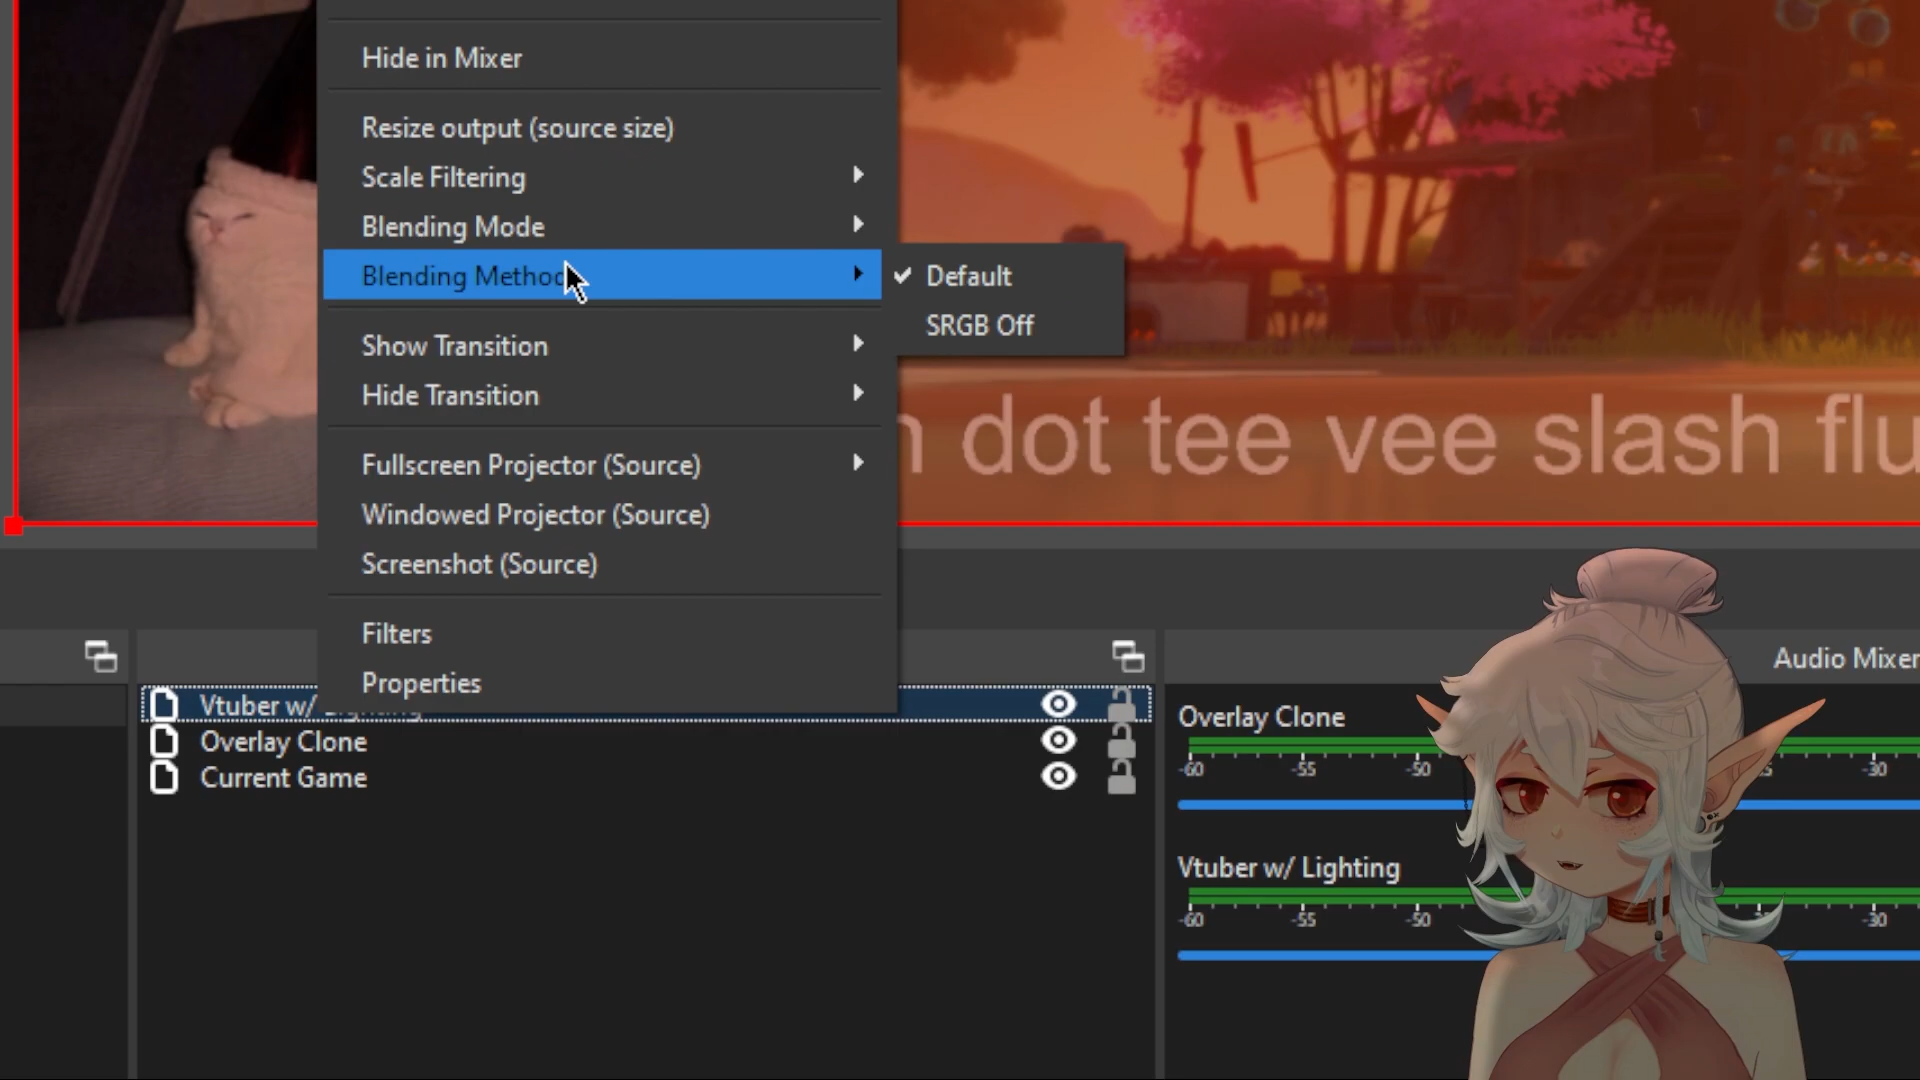 Hide in Mixer
Resize output (source size)
Scale Filtering
Blending Mode
Blending Method
Default
SRGB Off
Show Transition
Hide Transition
dot tee vee slash flu
Fullscreen Projector (Source)
Windowed Projector (Source)
Screenshot (Source)
Filters
Properties
Audio Mixer
Vtuber w/ Lighting
Overlay Clone
Current Game
Overlay Clone
-60 -55 -50 -30
Vtuber w/ Lighting
-60 -55 -50 -30